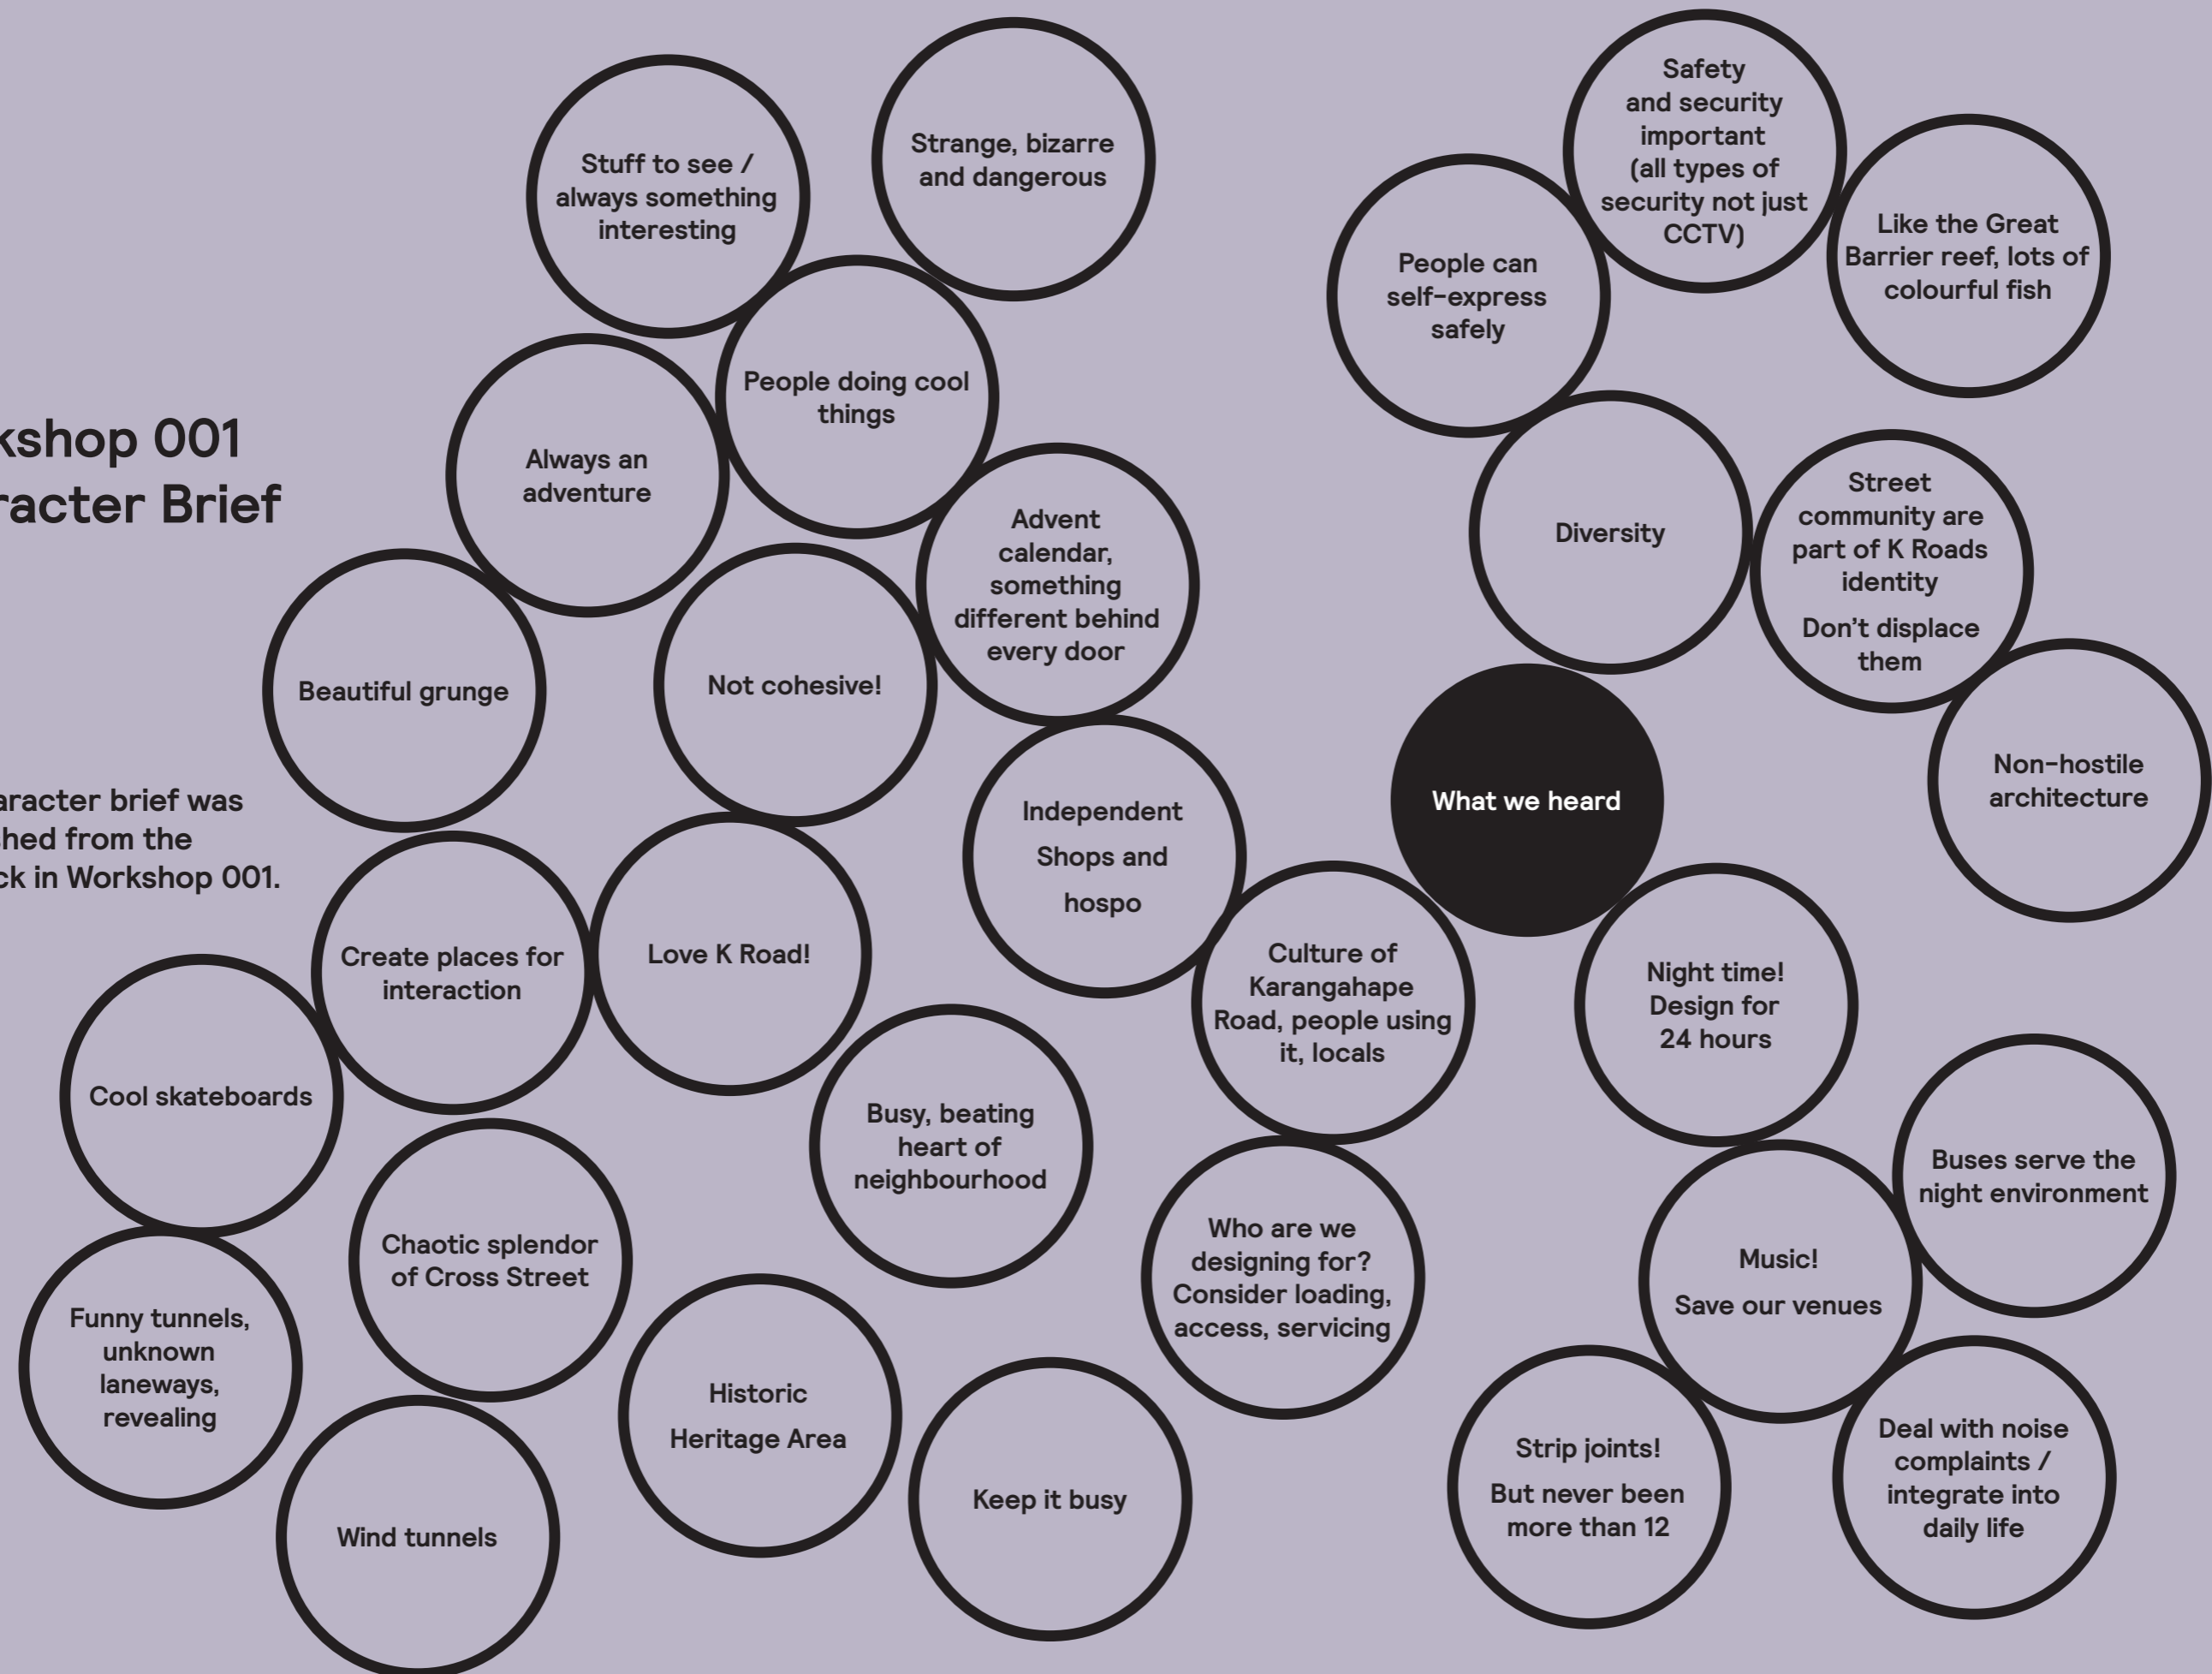 kshop 001
racter Brief
aracter brief was
shed from the
ck in Workshop 001.
Stuff to see /
always something
interesting
Strange, bizarre
and dangerous
People doing cool
things
Always an
adventure
Advent
calendar,
something
different behind
every door
Beautiful grunge
Not cohesive!
Independent
Shops and
hospo
Create places for
interaction
Love K Road!
Cool skateboards
Busy, beating
heart of
neighbourhood
Chaotic splendor
of Cross Street
Funny tunnels,
unknown
laneways,
revealing
Historic
Heritage Area
Wind tunnels
Keep it busy
Safety
and security
important
(all types of
security not just
CCTV)
People can
self-express
safely
Like the Great
Barrier reef, lots of
colourful fish
Diversity
Street
community are
part of K Roads
identity
Don't displace
them
Non-hostile
architecture
What we heard
Culture of
Karangahape
Road, people using
it, locals
Night time!
Design for
24 hours
Who are we
designing for?
Consider loading,
access, servicing
Buses serve the
night environment
Music!
Save our venues
Strip joints!
But never been
more than 12
Deal with noise
complaints /
integrate into
daily life